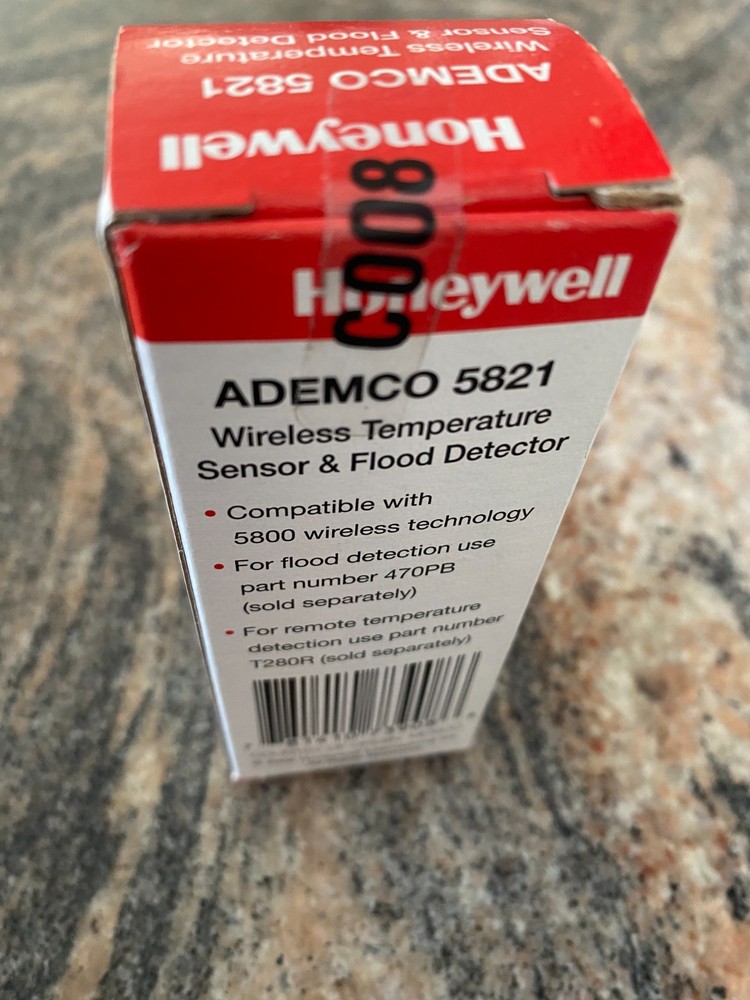 Honeywell
ADEMCO 5821
Wireless Temperature
Sensor & Flood Detector
C008
Honeywell
ADEMCO 5821
Wireless Temperature
Sensor & Flood Detector
• Compatible with
5800 wireless technology
• For flood detection use
part number 470PB
(sold separately)
• For remote temperature
detection use part number
T280R (sold separately)